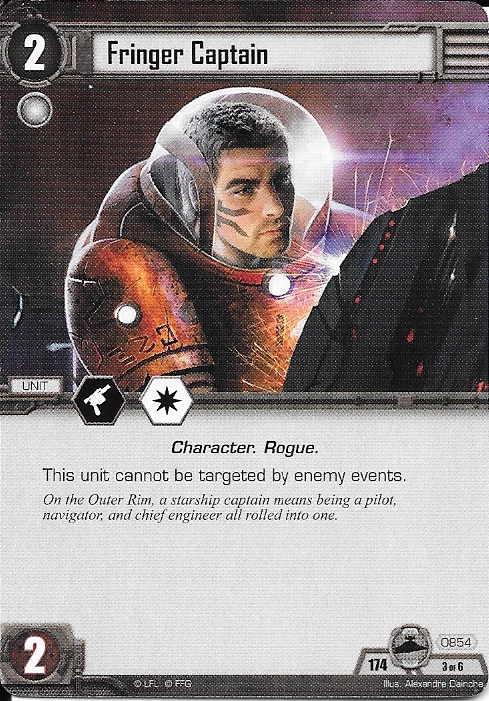 2
Fringer Captain
UNIT
Character. Rogue.
This unit cannot be targeted by enemy events.
On the Outer Rim, a starship captain means being a pilot,
navigator, and chief engineer all rolled into one.
2
0854
174
3 OF 6
© LFL © FFG
Illus. Alexandre Dainche